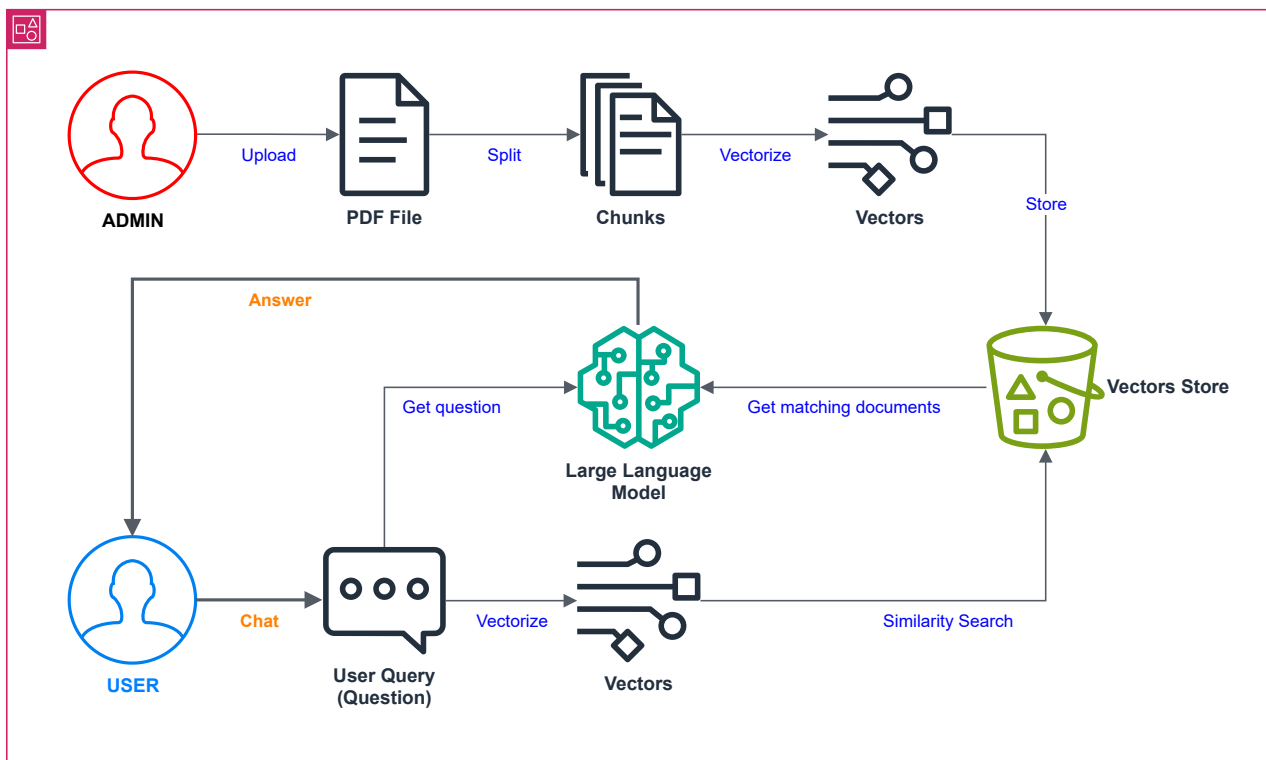 Upload
Split
Vectorize
ADMIN
PDF File
Chunks
Vectors
Store
Answer
Get question
Get matching documents
Vectors Store
Large Language
Model
Chat
Vectorize
Similarity Search
USER
User Query
(Question)
Vectors